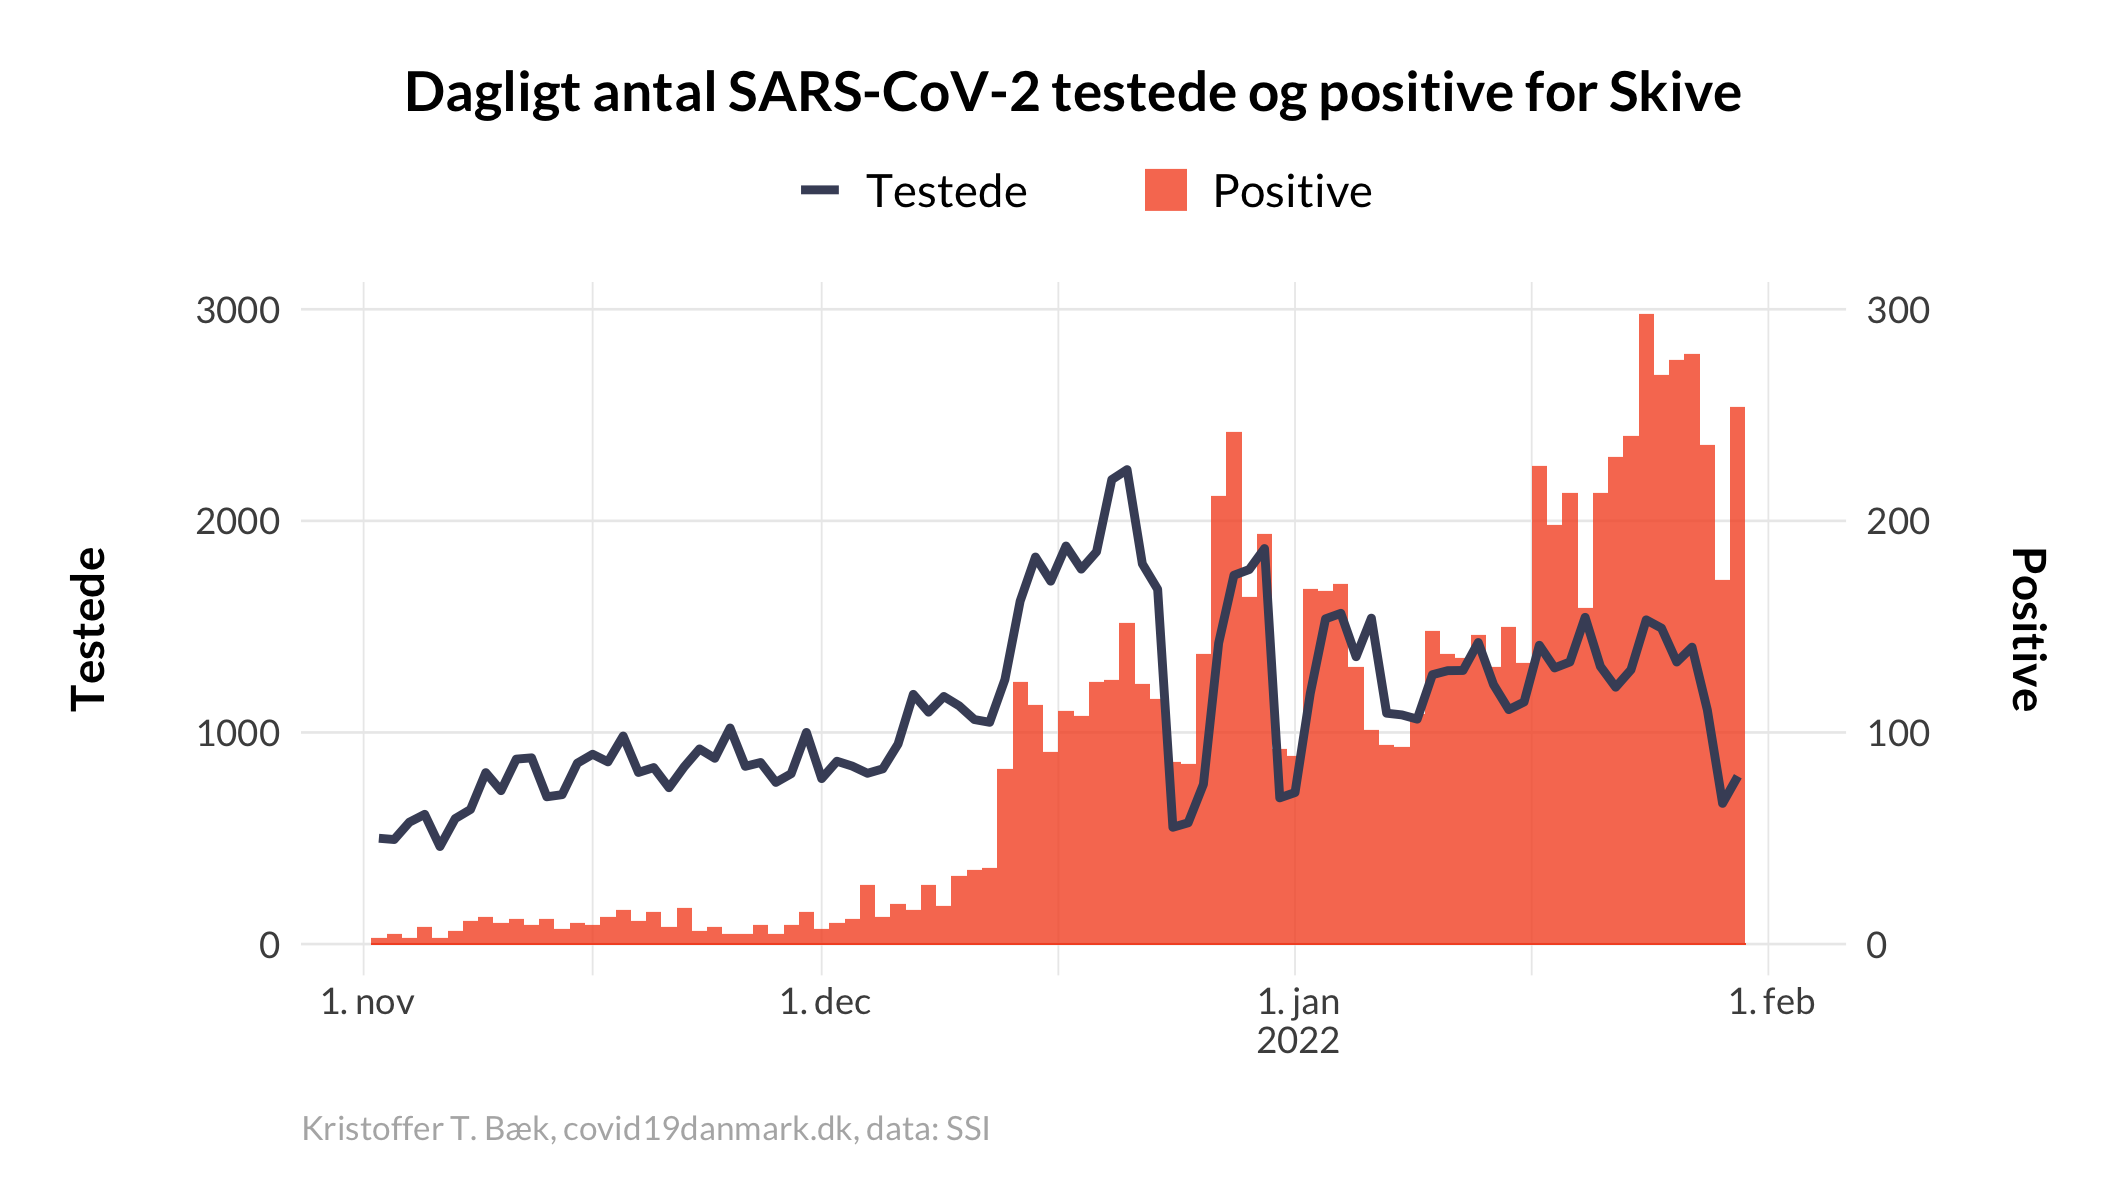 Dagligt antal SARS-CoV-2 testede og positive for Skive
Testede
Positive
3000
2000
1000
0
Testede
300
200
100
0
Positive
1. nov
1. dec
1. jan
2022
1. feb
Kristoffer T. Bæk, covid19danmark.dk, data: SSI